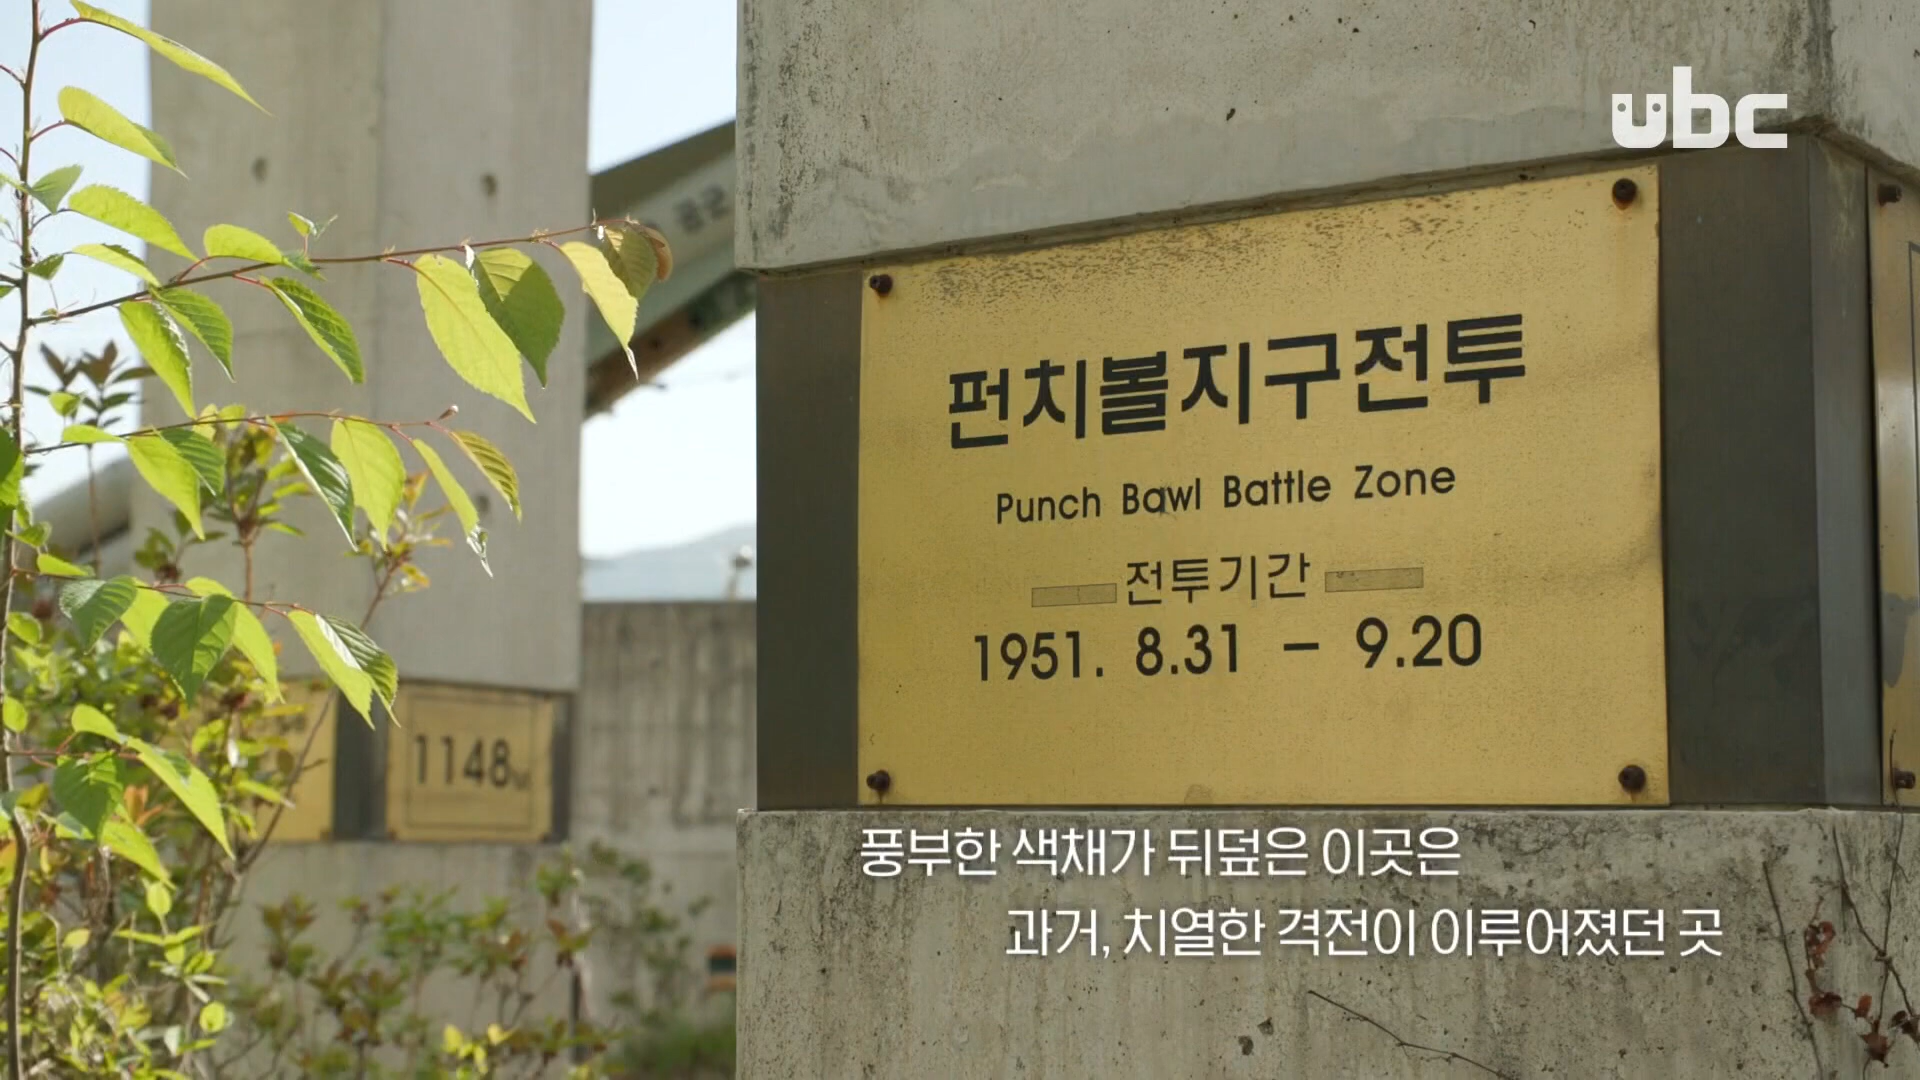 ubc
펀치볼지구전투
Punch Bawl Battle Zone
전투기간
1951. 8.31 - 9.20
1148M
풍부한 색채가 뒤덮은 이곳은
과거, 치열한 격전이 이루어졌던 곳